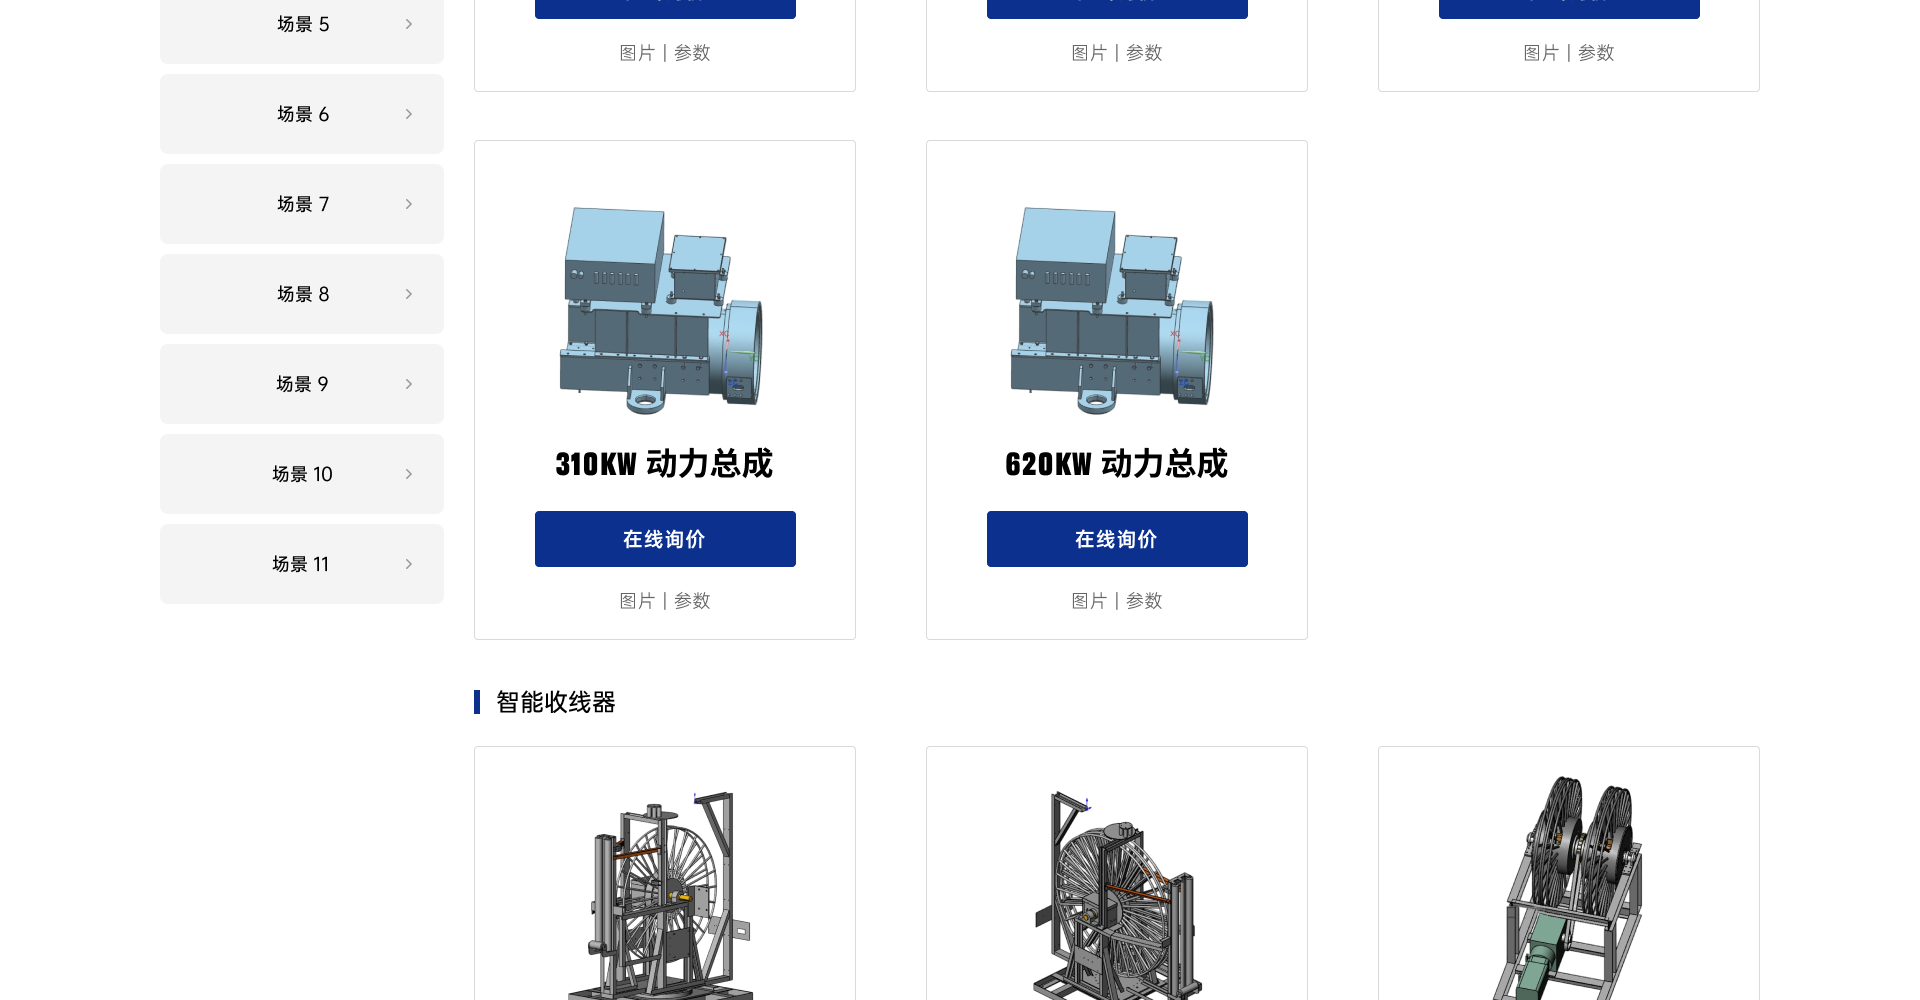 场景 5
场景 6
场景 7
场景 8
场景 9
场景 10
场景 11
图片 | 参数
图片 | 参数
图片 | 参数
310KW 动力总成
620KW 动力总成
在线询价
在线询价
图片 | 参数
图片 | 参数
智能收线器